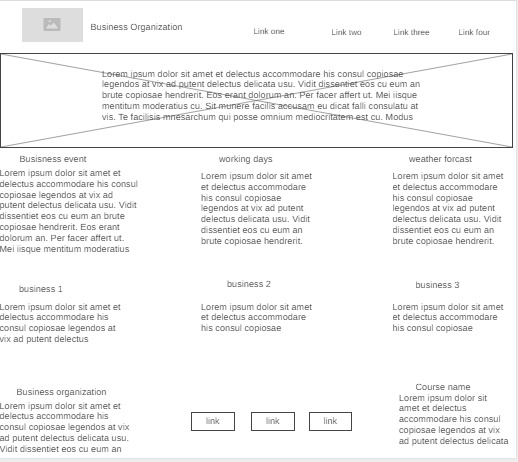 Business Organization
Link one
Link two
Link three
Link four
Lorem ipsum dolor sit amet et delectus accommodare his consul copiosae
legendos at vix ad putent delectus delicata usu. Vidit dissentiet eos cu eum an
brute copiosae hendrerit. Eos erant dolorum an. Per facer affert ut. Mei iisque
mentitum moderatius cu. Sit munere facilis accusam eu dicat falli consulatu at
vis. Te facilisis mnesarchum qui posse omnium mediocritatem est cu. Modus
Busisness event
Lorem ipsum dolor sit amet et
delectus accommodare his consul
copiosae legendos at vix ad
putent delectus delicata usu. Vidit
dissentiet eos cu eum an brute
copiosae hendrerit. Eos erant
dolorum an. Per facer affert ut.
Mei iisque mentitum moderatius
working days
Lorem ipsum dolor sit amet
et delectus accommodare
his consul copiosae
legendos at vix ad putent
delectus delicata usu. Vidit
dissentiet eos cu eum an
brute copiosae hendrerit.
weather forcast
Lorem ipsum dolor sit amet
et delectus accommodare
his consul copiosae
legendos at vix ad putent
delectus delicata usu. Vidit
dissentiet eos cu eum an
brute copiosae hendrerit.
business 1
Lorem ipsum dolor sit amet et
delectus accommodare his
consul copiosae legendos at
vix ad putent delectus
business 2
Lorem ipsum dolor sit amet
et delectus accommodare
his consul copiosae
business 3
Lorem ipsum dolor sit amet
et delectus accommodare
his consul copiosae
Business organization
Lorem ipsum dolor sit amet et
delectus accommodare his
consul copiosae legendos at vix
ad putent delectus delicata usu.
Vidit dissentiet eos cu eum an
link
link
link
Course name
Lorem ipsum dolor sit
amet et delectus
accommodare his consul
copiosae legendos at vix
ad putent delectus delicata